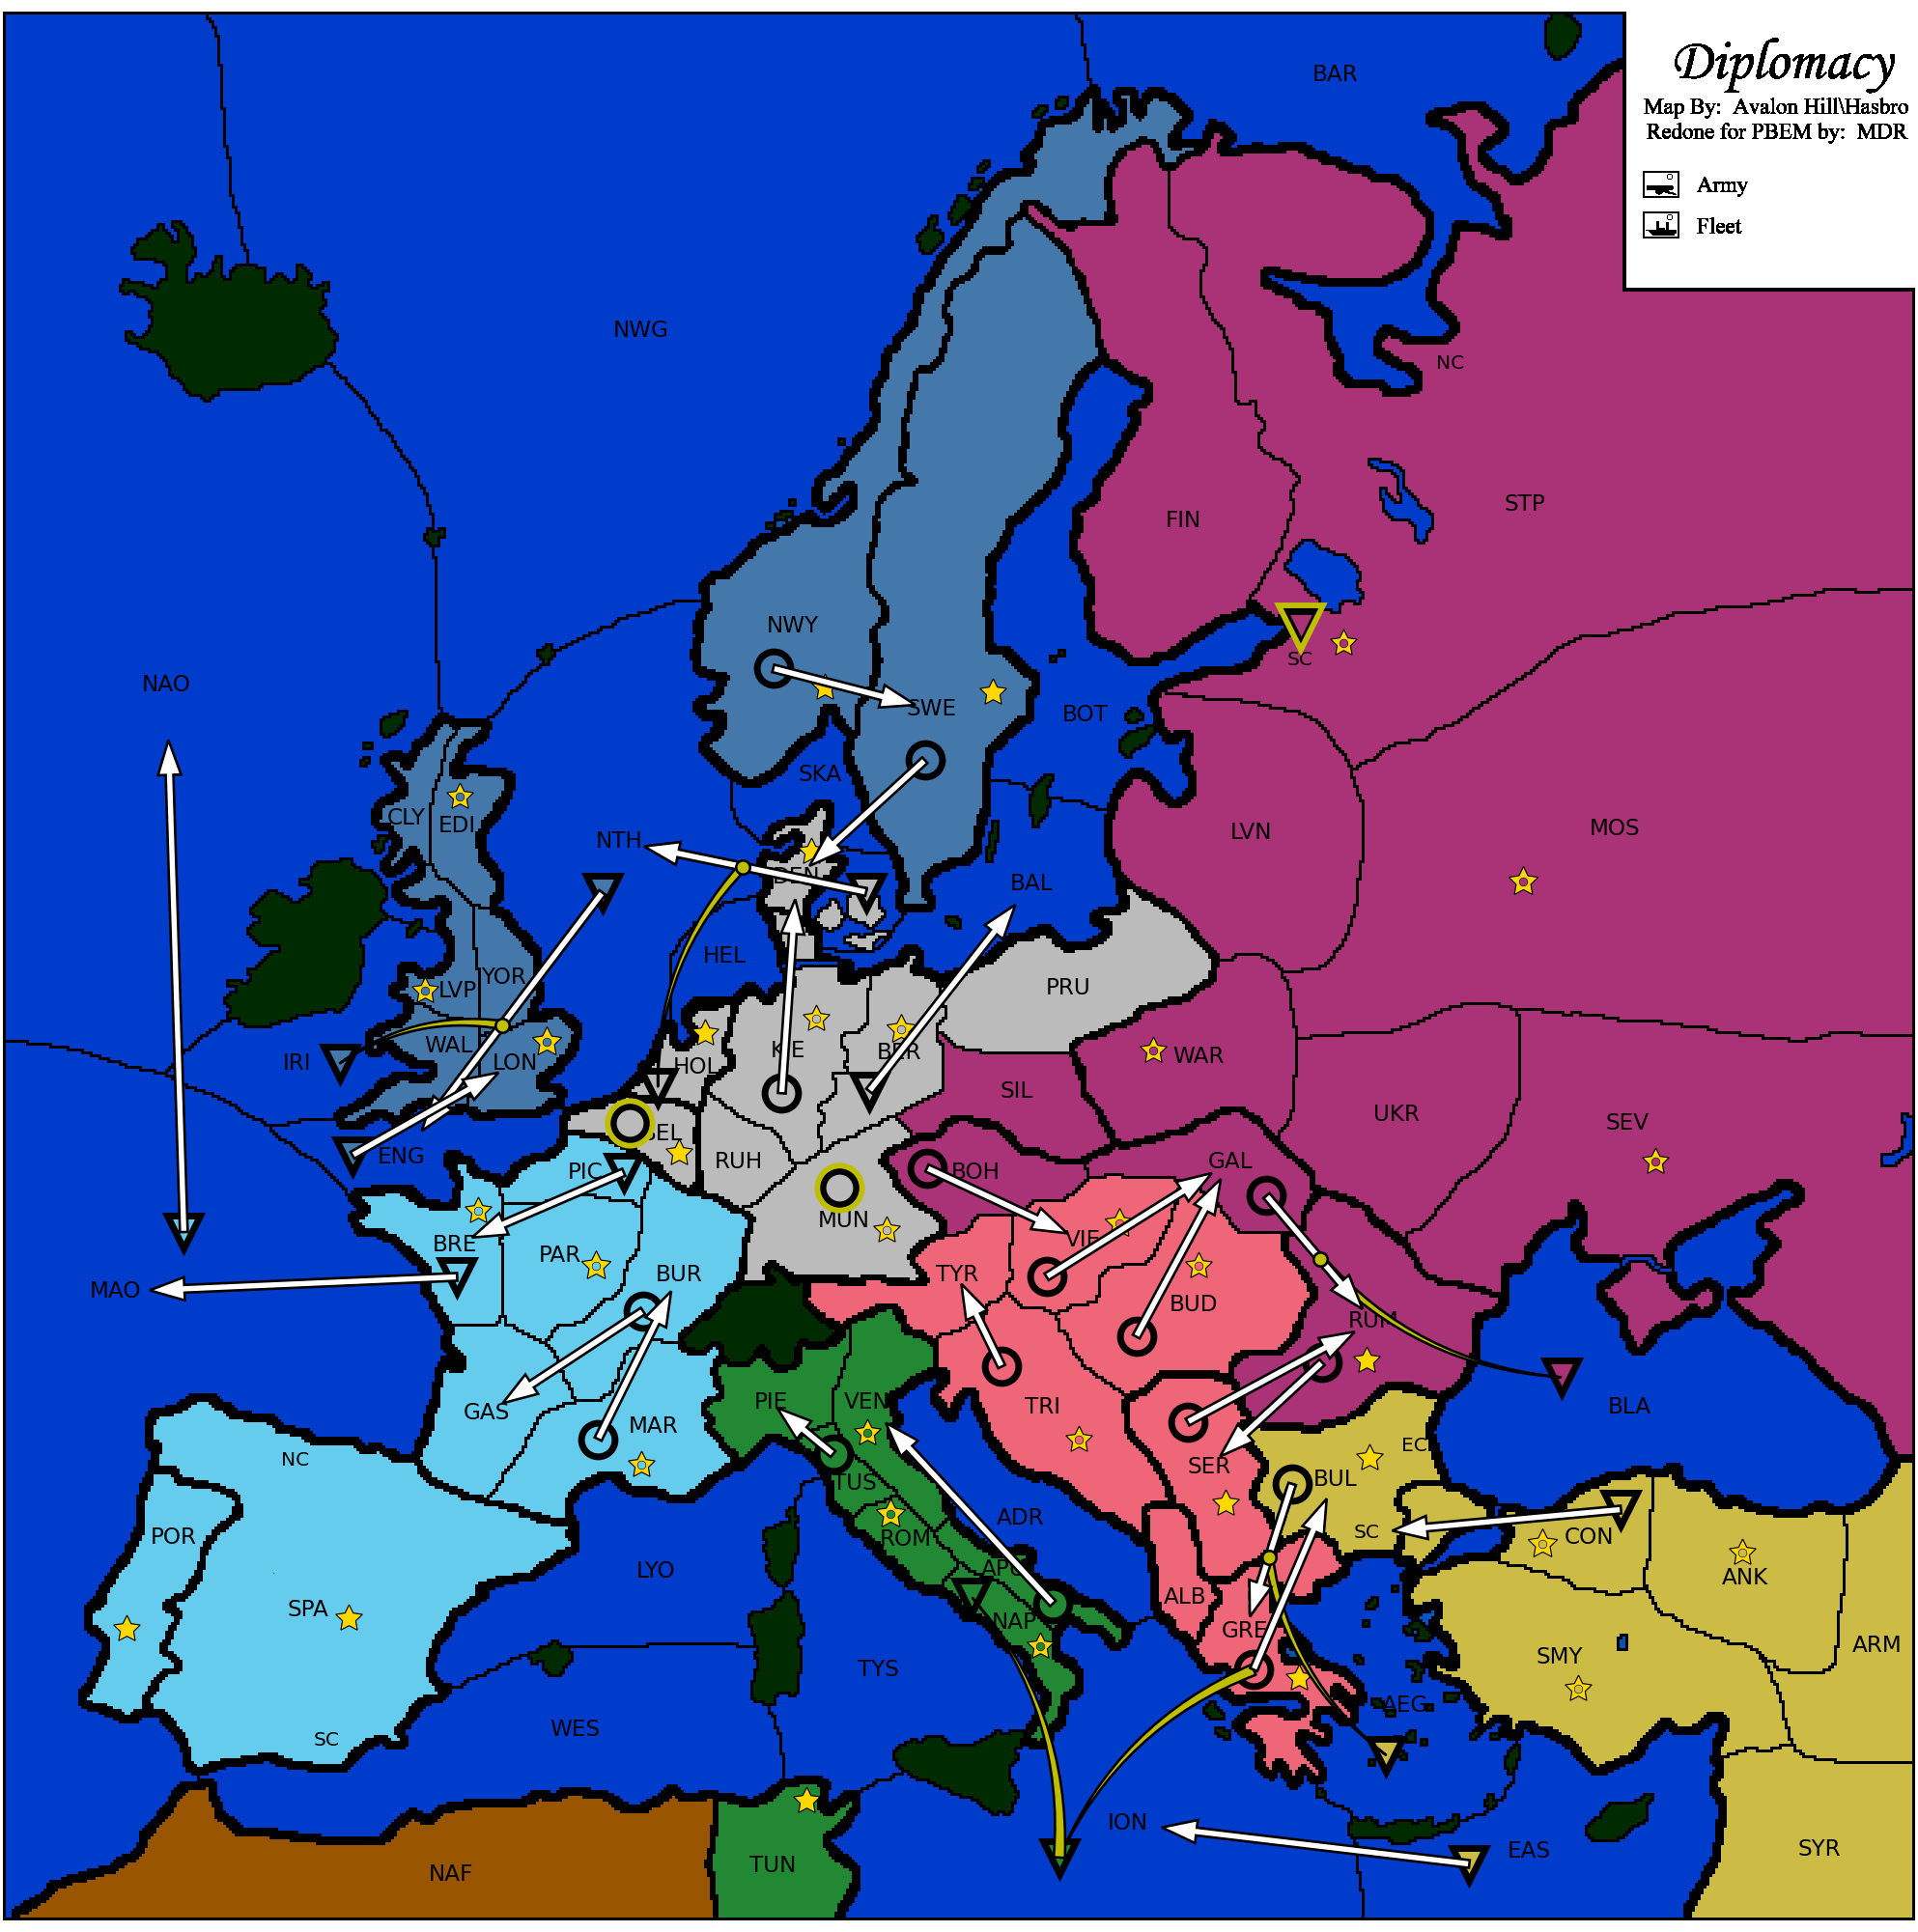 Diplomacy
Map By: Avalon Hill\Hasbro
Redone for PBEM by: MDR
Army
Fleet
BAR
NWG
NC
STP
FIN
NWY
NAO
SWE
BOT
SC
SKA
CLY
EDI
NTH
LVN
MOS
DEN
BAL
HEL
YOR
LVP
PRU
IRI
WAL
LON
HOL
KIE
BER
WAR
SIL
UKR
SEV
BEL
ENG
PIC
RUH
BOH
GAL
MUN
BRE
PAR
VIE
BUR
TYR
MAO
BUD
RUM
GAS
MAR
PIE
VEN
TRI
BLA
NC
TUS
SER
EC
BUL
POR
ROM
ADR
SC
CON
LYO
APU
ANK
SPA
NAP
ALB
GRE
ARM
TYS
SMY
AEG
WES
SC
ION
EAS
SYR
NAF
TUN